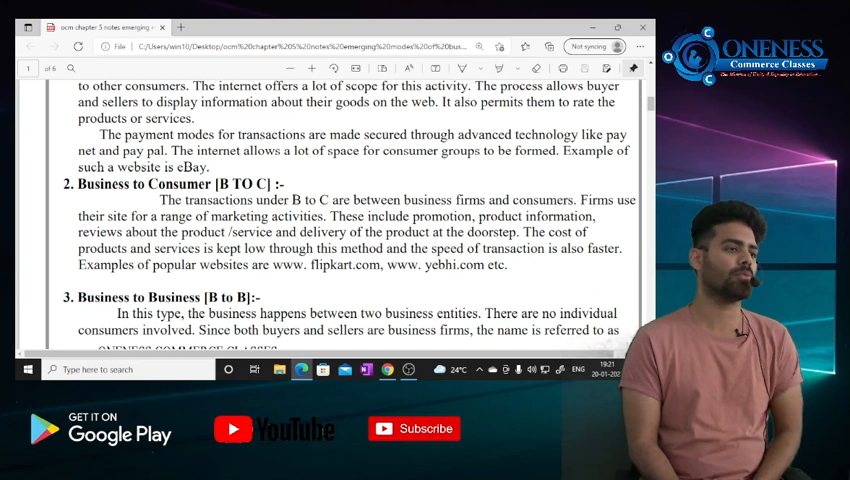 ocm chapter 5 notes emerging r
File
C:/Users/win10/Desktop/ocm%20chapter%205%20notes%20emerging%20modes%20of%20bus...
Not syncing
1 of 6
to other consumers. The internet offers a lot of scope for this activity. The process allows buyer
and sellers to display information about their goods on the web. It also permits them to rate the
products or services.
The payment modes for transactions are made secured through advanced technology like pay
net and pay pal. The internet allows a lot of space for consumer groups to be formed. Example of
such a website is eBay.
2. Business to Consumer [B TO C] :-
The transactions under B to C are between business firms and consumers. Firms use
their site for a range of marketing activities. These include promotion, product information,
reviews about the product /service and delivery of the product at the doorstep. The cost of
products and services is kept low through this method and the speed of transaction is also faster.
Examples of popular websites are www. flipkart.com, www. yebhi.com etc.
3. Business to Business [B to B]:-
In this type, the business happens between two business entities. There are no individual
consumers involved. Since both buyers and sellers are business firms, the name is referred to as
ONENESS COMMERCE CLASSES
Type here to search
24°C
ENG
19:21
20-01-202
ONENESS
Commerce Classes
O
C
C
GET IT ON
Google Play
YouTube
Subscribe